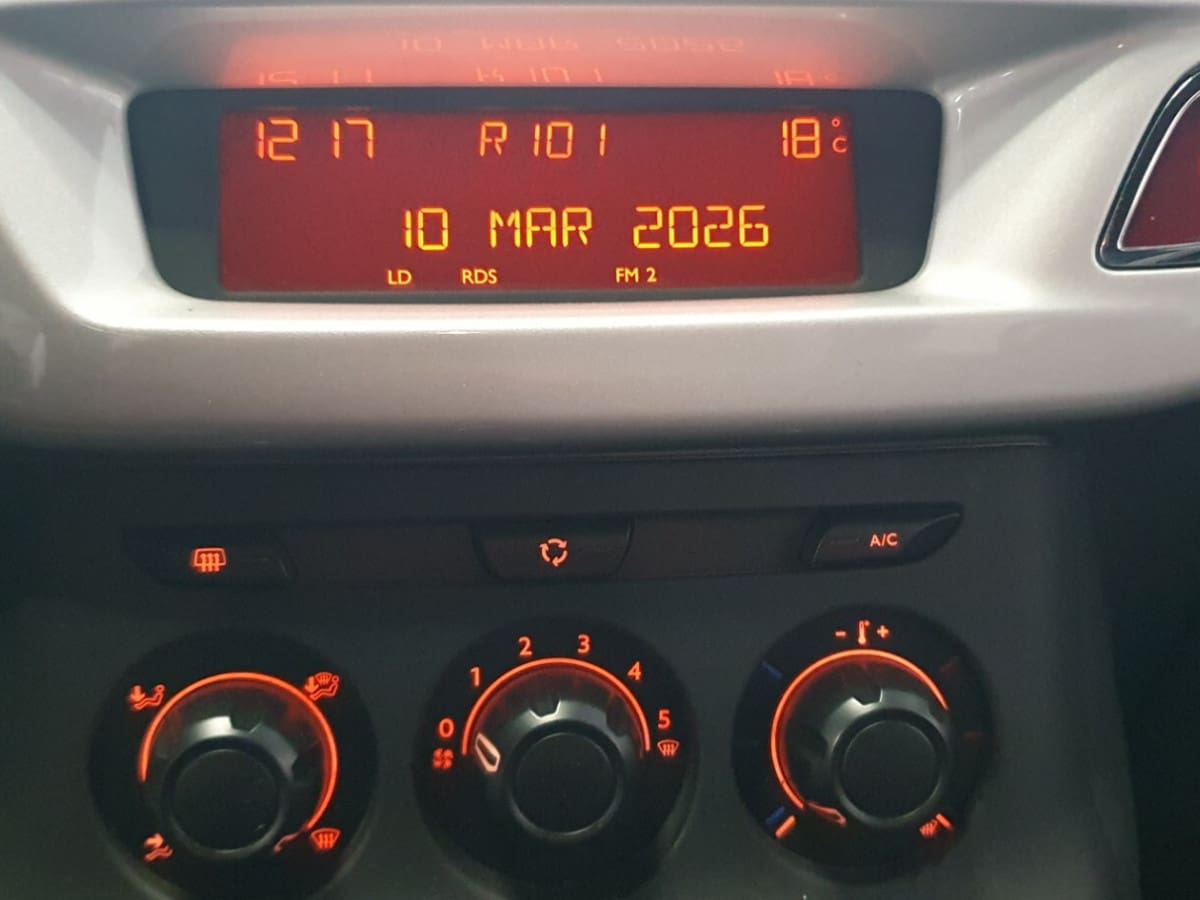 12 17 R 101 18 °C
10 MAR 2026
LD RDS FM 2
A/C
- +
0 1 2 3 4 5